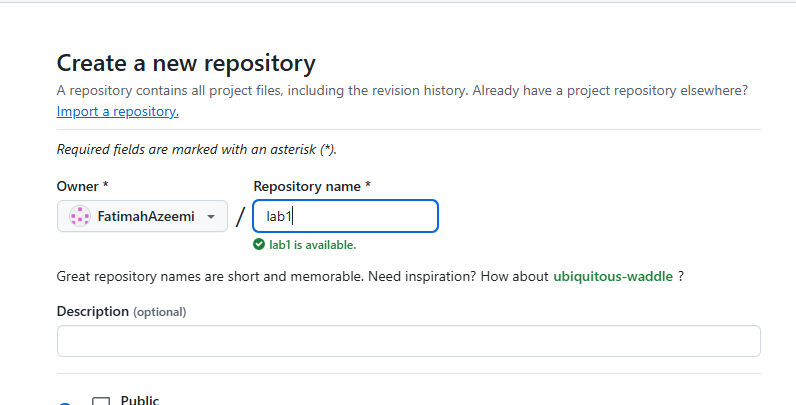 Create a new repository
A repository contains all project files, including the revision history. Already have a project repository elsewhere?
Import a repository.
Required fields are marked with an asterisk (*).
Owner * Repository name *
FatimahAzeemi / lab1
lab1 is available.
Great repository names are short and memorable. Need inspiration? How about ubiquitous-waddle ?
Description (optional)
Public